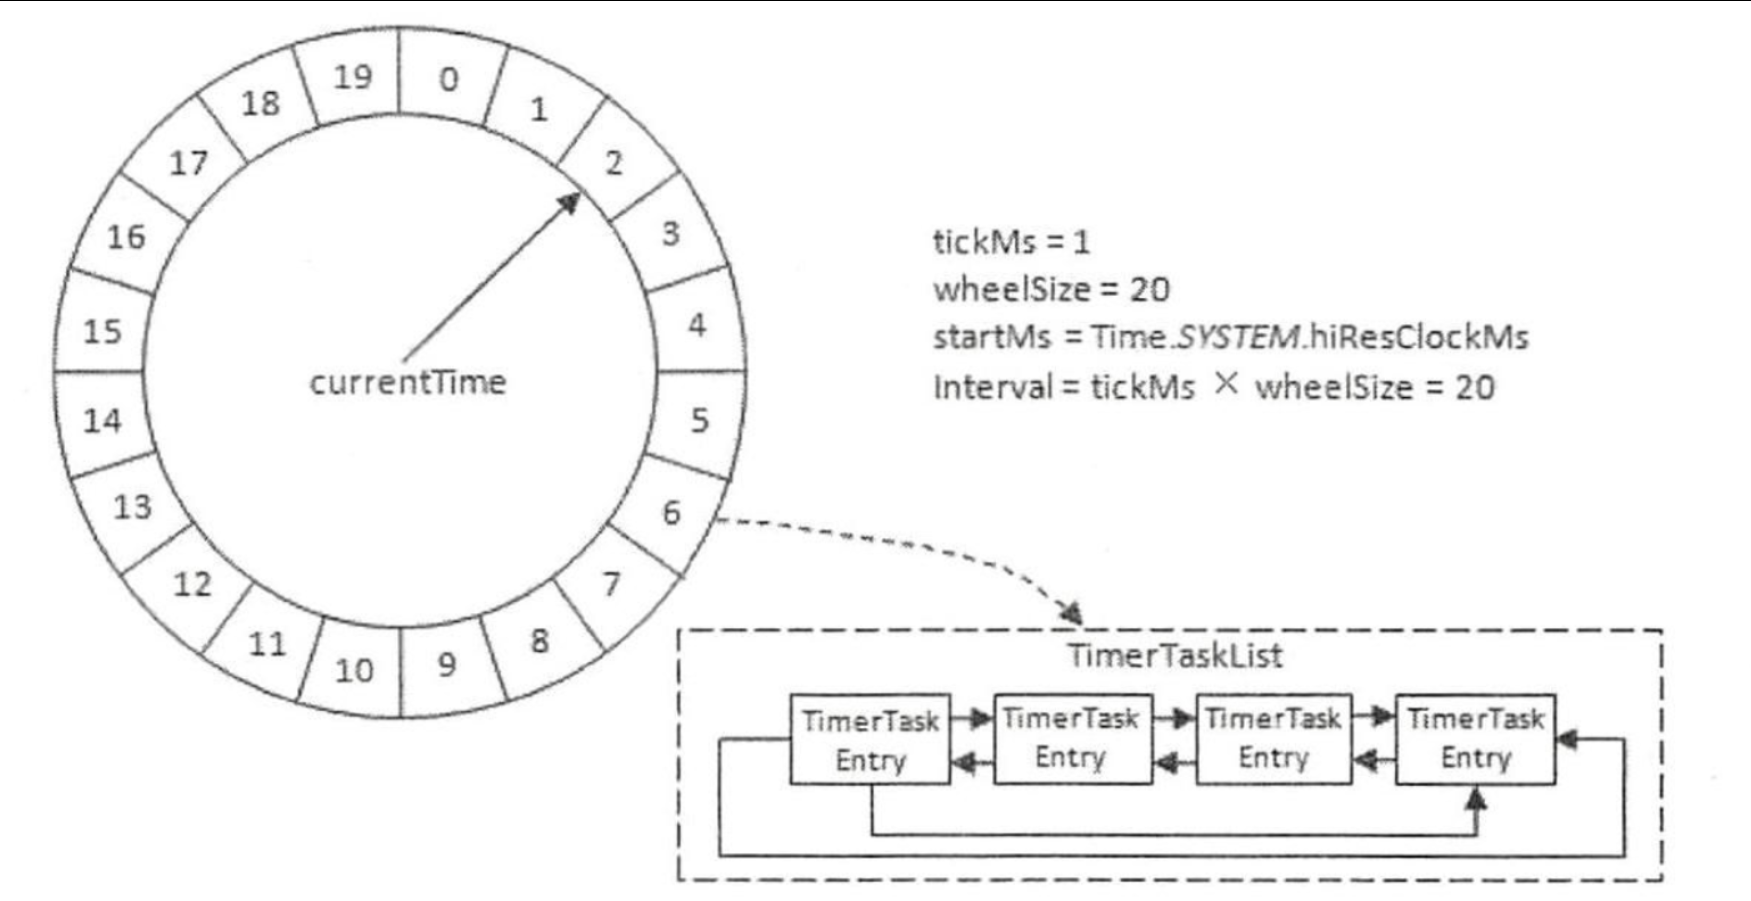 0
1
2
3
4
5
6
7
8
9
10
11
12
13
14
15
16
17
18
19
currentTime
tickMs = 1
wheelSize = 20
startMs = Time.SYSTEM.hiResClockMs
Interval = tickMs × wheelSize = 20
TimerTaskList
TimerTask
Entry
TimerTask
Entry
TimerTask
Entry
TimerTask
Entry